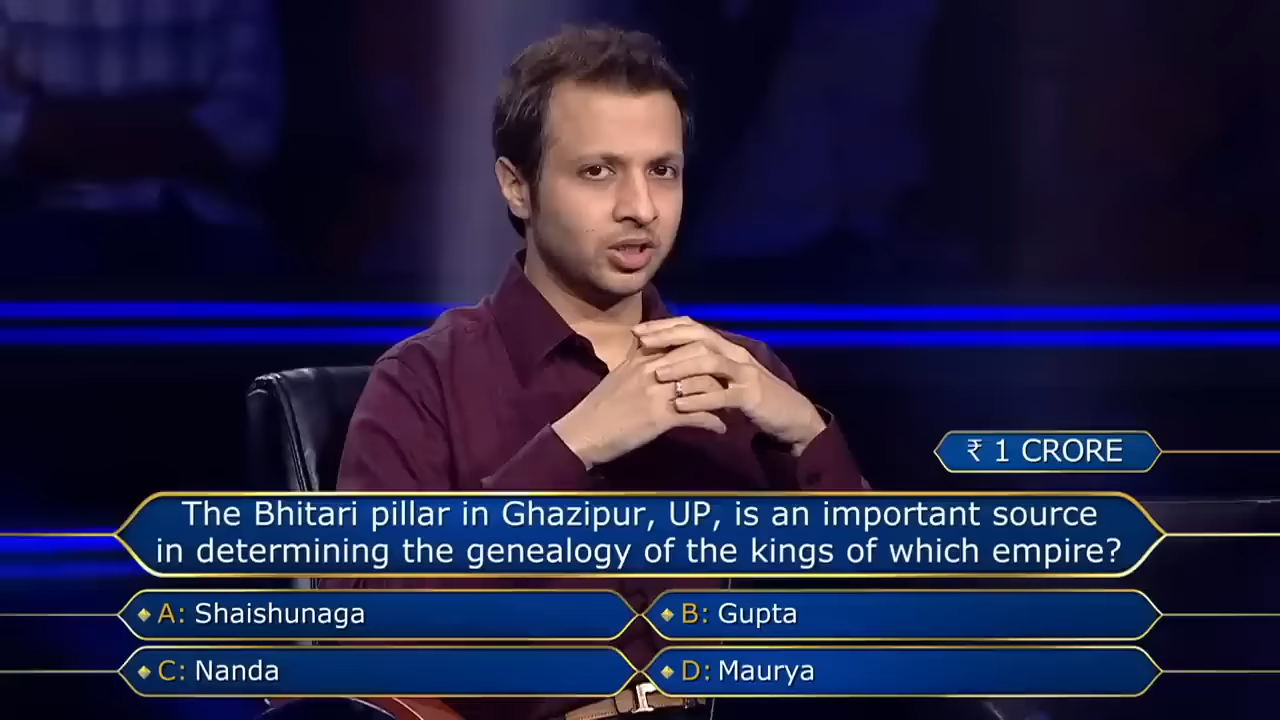 ₹ 1 CRORE
The Bhitari pillar in Ghazipur, UP, is an important source
in determining the genealogy of the kings of which empire?
A: Shaishunaga
B: Gupta
C: Nanda
D: Maurya